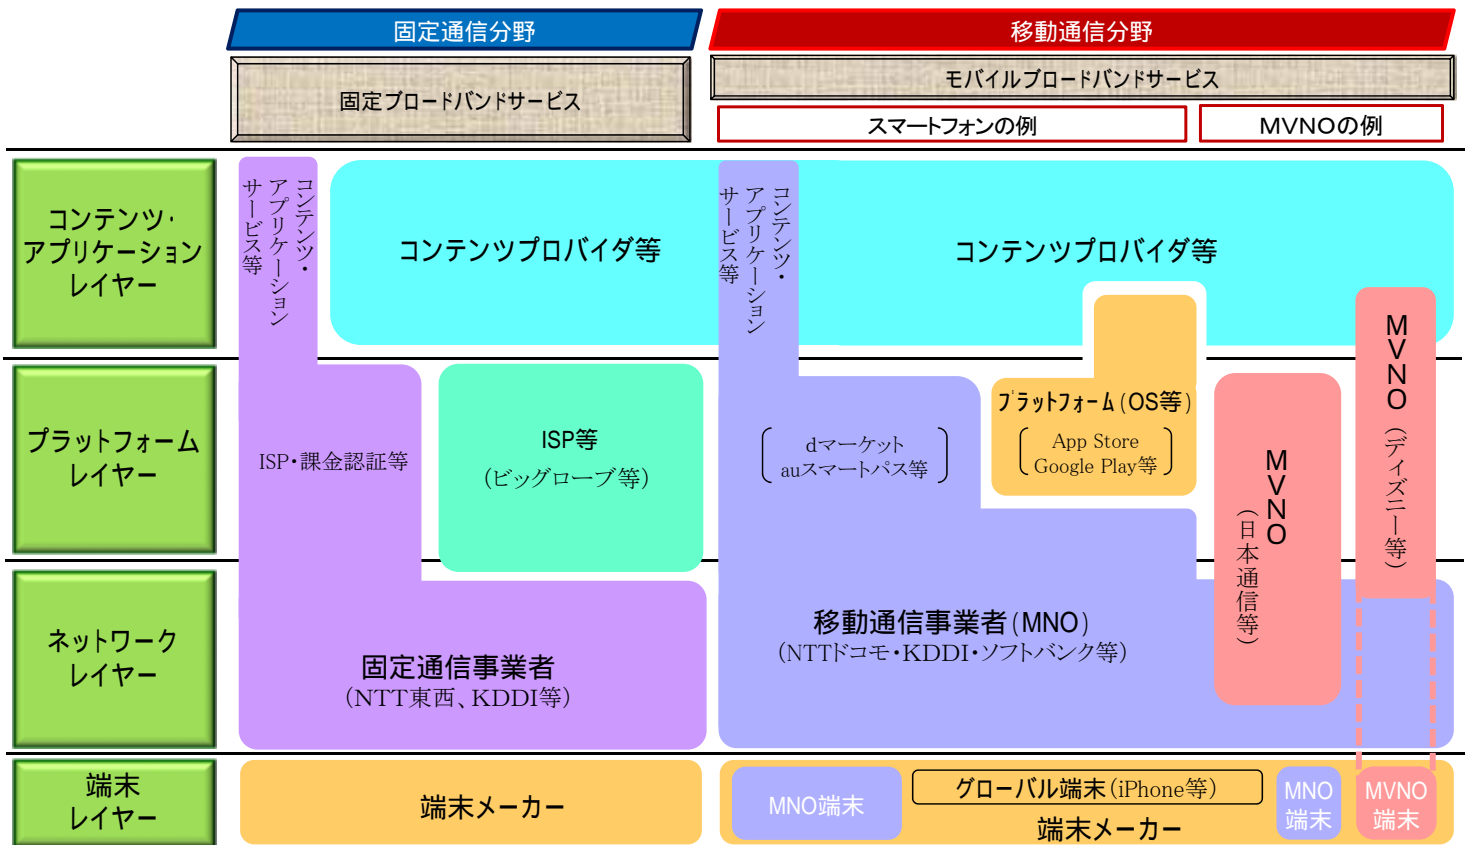 固定通信分野
移動通信分野
固定ブロードバンドサービス
モバイルブロードバンドサービス
スマートフォンの例
MVNOの例
コンテンツ・
アプリケーション
レイヤー
コンテンツ・
アプリケーション
サービス等
コンテンツプロバイダ等
コンテンツ・
アプリケーション
サービス等
コンテンツプロバイダ等
プラットフォーム
レイヤー
ISP・課金認証等
ISP等
(ビッグローブ等)
dマーケット
auスマートパス等
プラットフォーム(OS等)
App Store
Google Play等
MVNO
(日本通信等)
MVNO(ディズニー等)
ネットワーク
レイヤー
固定通信事業者
(NTT東西、KDDI等)
移動通信事業者(MNO)
(NTTドコモ・KDDI・ソフトバンク等)
端末
レイヤー
端末メーカー
MNO端末
グローバル端末(iPhone等)
端末メーカー
MNO
端末
MVNO
端末